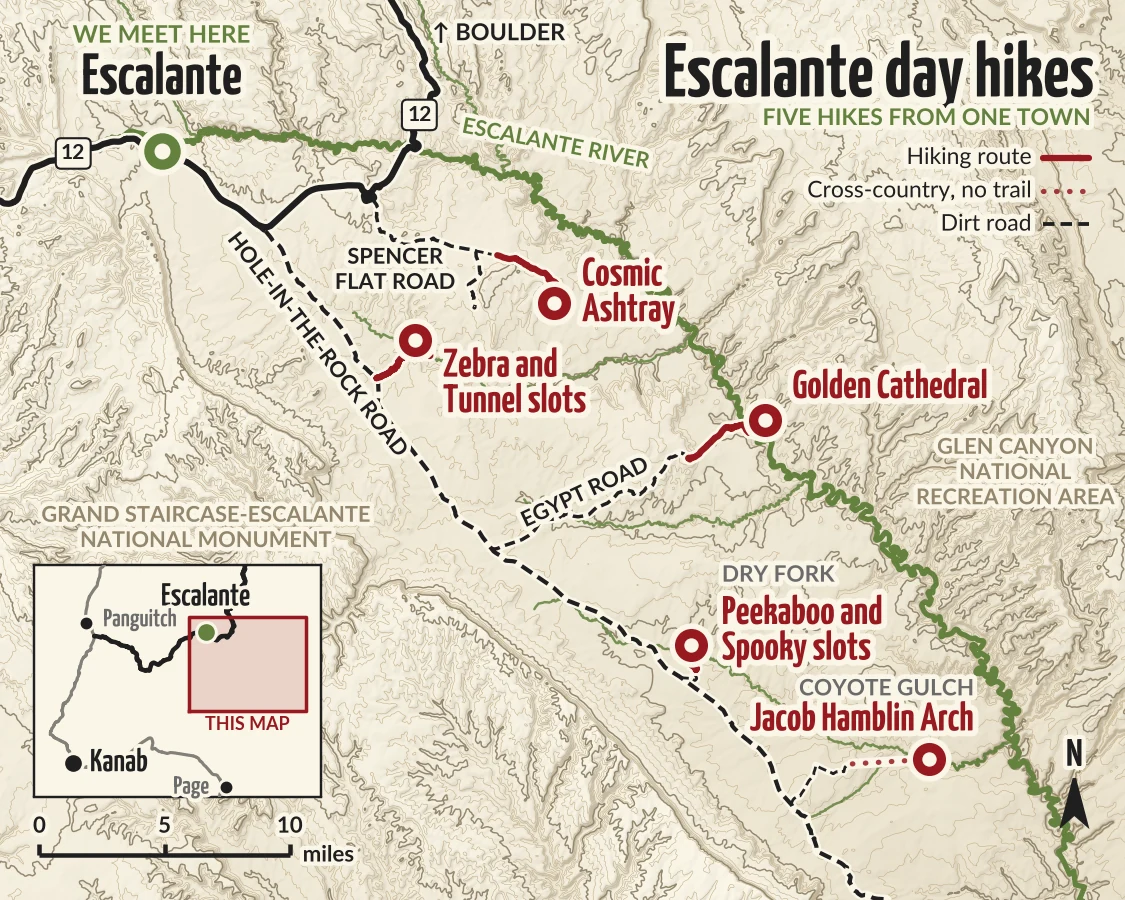 WE MEET HERE
Escalante
↑ BOULDER
12
12
ESCALANTE RIVER
Escalante day hikes
FIVE HIKES FROM ONE TOWN
Hiking route
Cross-country, no trail
Dirt road
SPENCER
FLAT ROAD
HOLE-IN-THE-ROCK ROAD
Cosmic
Ashtray
Zebra and
Tunnel slots
Golden Cathedral
EGYPT ROAD
GLEN CANYON
NATIONAL
RECREATION AREA
GRAND STAIRCASE-ESCALANTE
NATIONAL MONUMENT
DRY FORK
Peekaboo and
Spooky slots
COYOTE GULCH
Jacob Hamblin Arch
Escalante
Panguitch
THIS MAP
Kanab
Page
N
0 5 10
miles